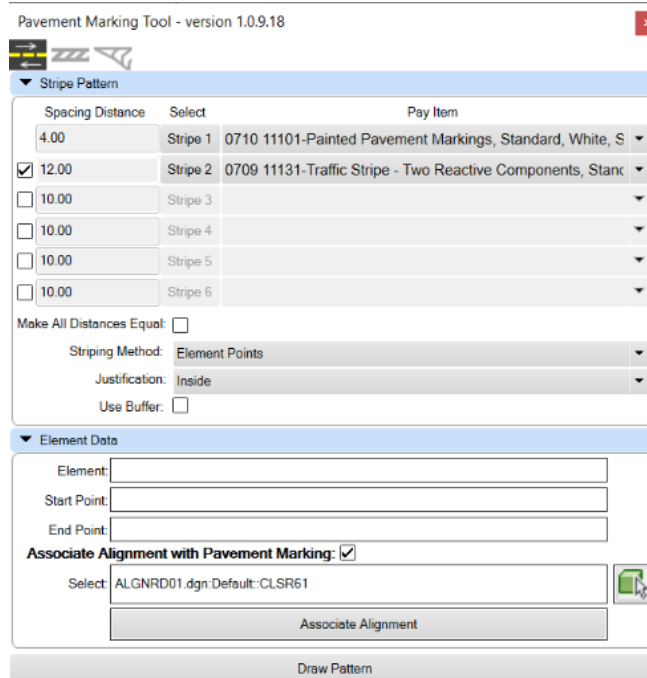 Pavement Marking Tool - version 1.0.9.18
Stripe Pattern
Spacing Distance Select Pay Item
4.00 Stripe 1 0710 11101-Painted Pavement Markings, Standard, White, S
12.00 Stripe 2 0709 11131-Traffic Stripe - Two Reactive Components, Stanc
10.00 Stripe 3
10.00 Stripe 4
10.00 Stripe 5
10.00 Stripe 6
Make All Distances Equal:
Striping Method: Element Points
Justification: Inside
Use Buffer:
Element Data
Element:
Start Point:
End Point:
Associate Alignment with Pavement Marking:
Select: ALGNRD01.dgn:Default::CLSR61
Associate Alignment
Draw Pattern